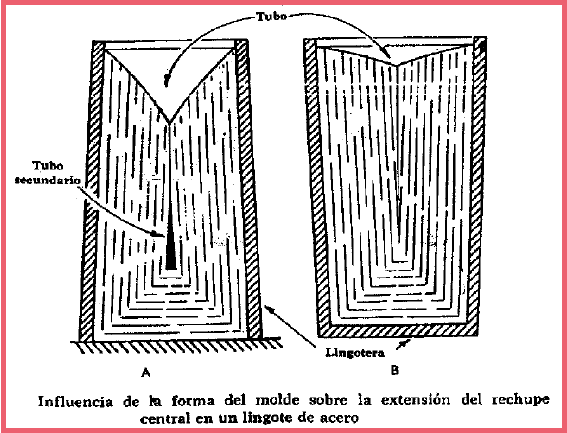 Tubo
Tubo
secundario
Lingotera
A
B
Influencia de la forma del molde sobre la extensión del rechupe
central en un lingote de acero